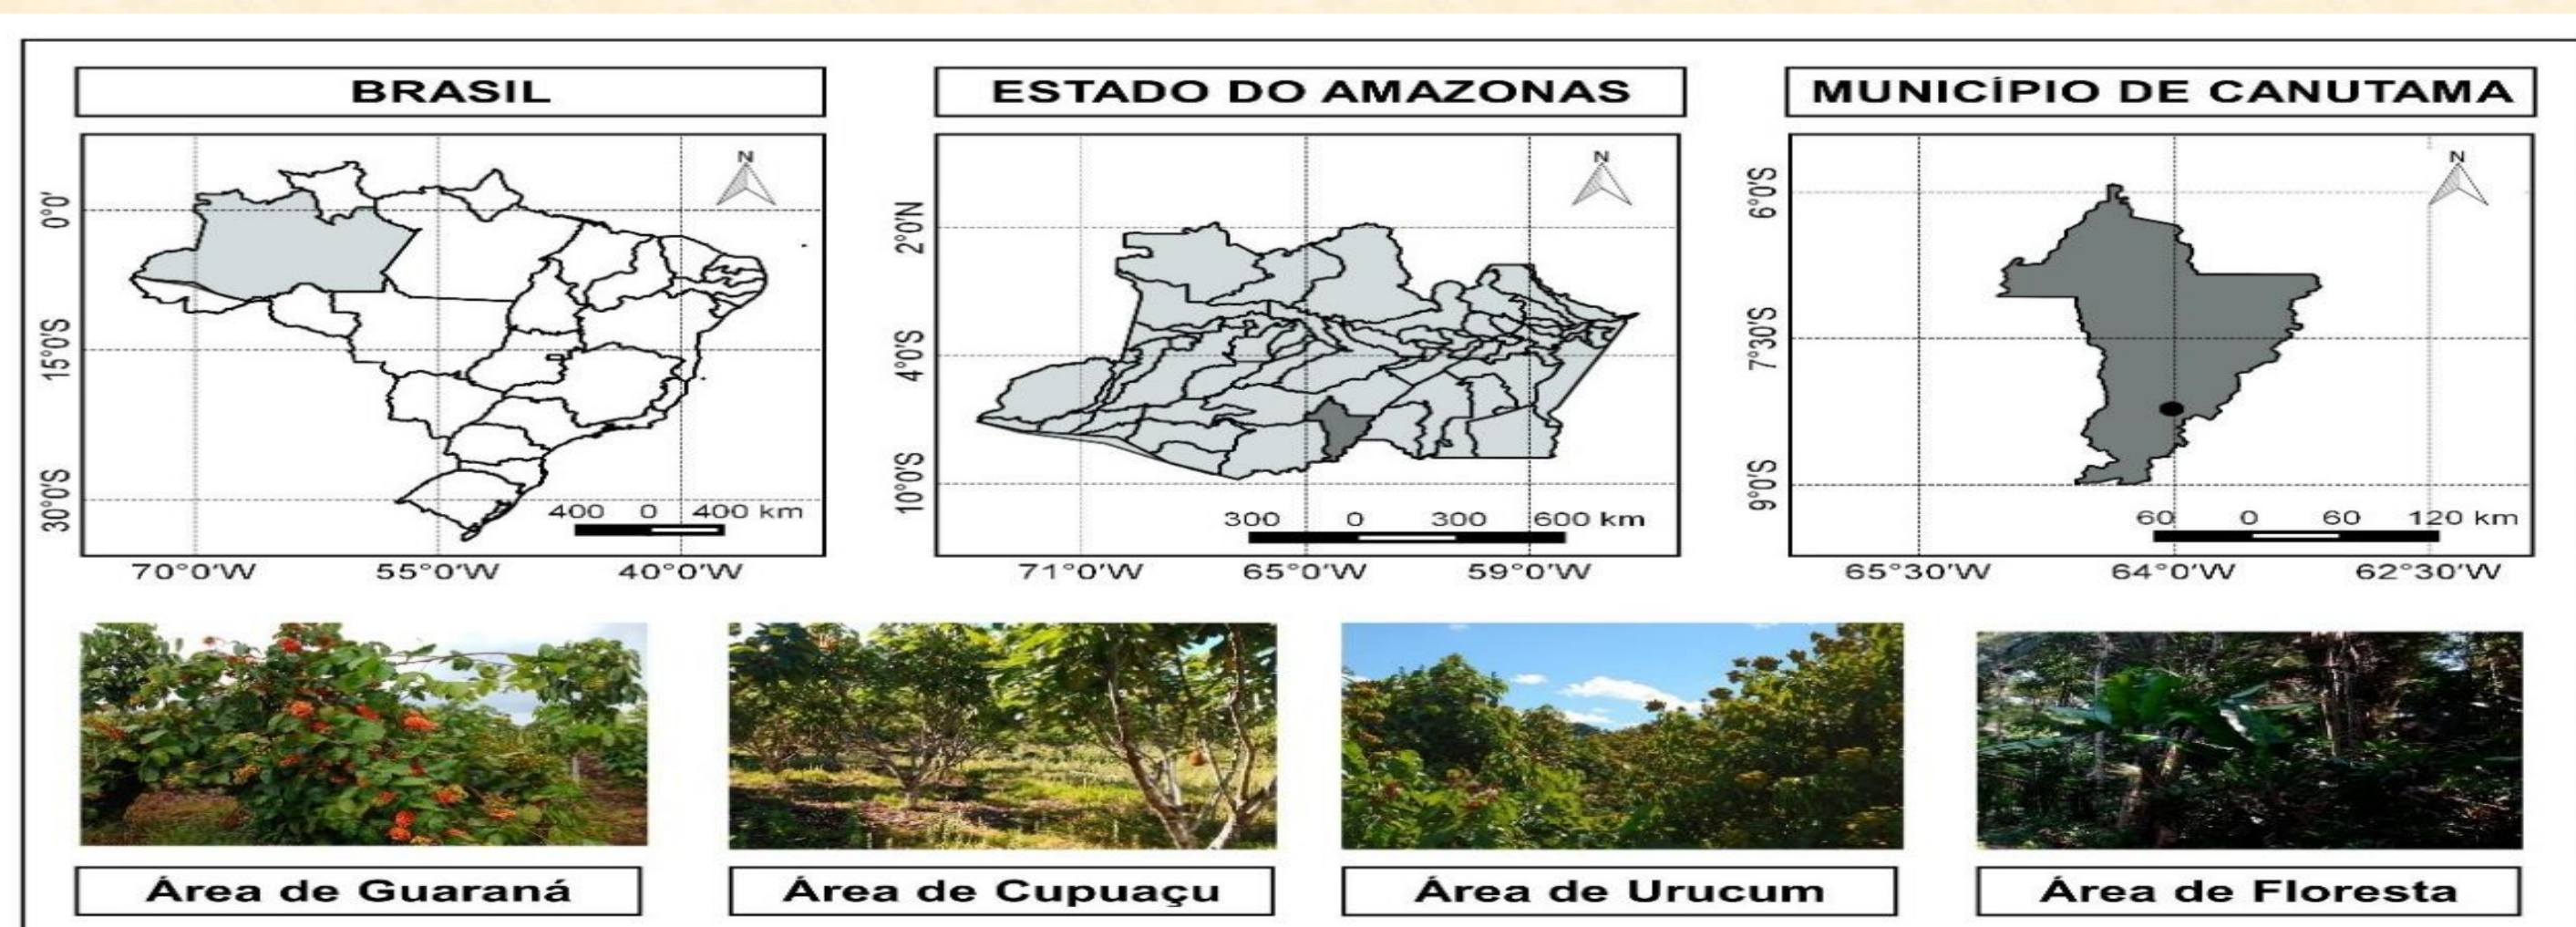 BRASIL
ESTADO DO AMAZONAS
MUNICÍPIO DE CANUTAMA
N
0°0'
15°0'S
30°0'S
400 0 400 km
70°0'W 55°0'W 40°0'W
N
2°0'N
4°0'S
10°0'S
300 0 300 600 km
71°0'W 65°0'W 59°0'W
N
6°0'S
7°30'S
9°0'S
60 0 60 120 km
65°30'W 64°0'W 62°30'W
Área de Guaraná
Área de Cupuaçu
Área de Urucum
Área de Floresta